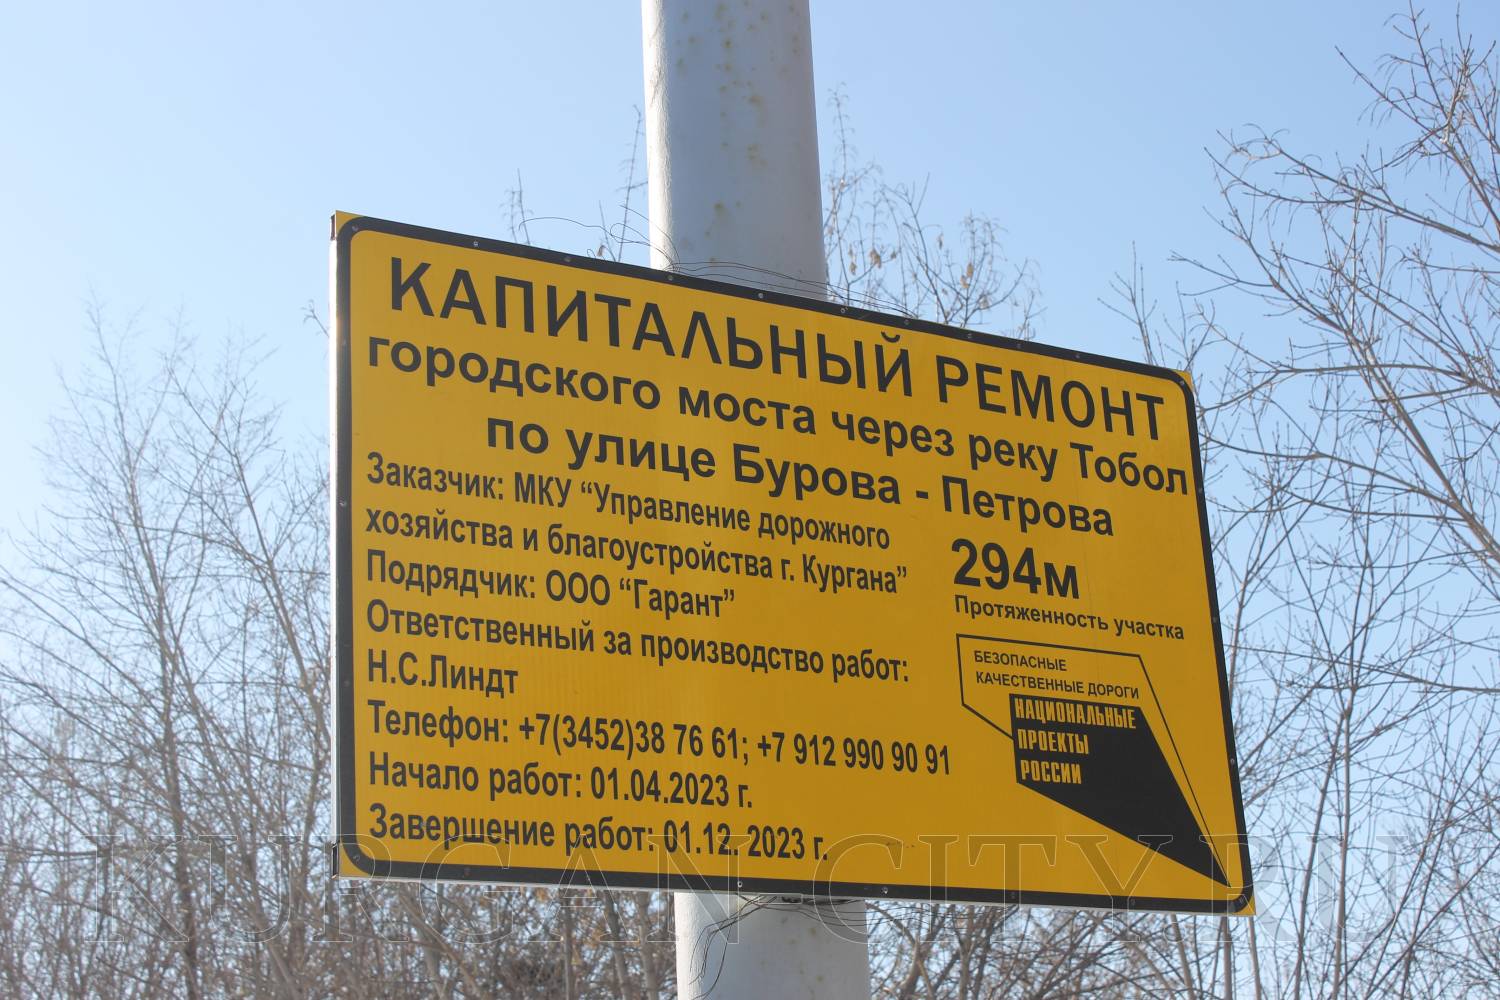 КАПИТАЛЬНЫЙ РЕМОНТ
городского моста через реку Тобол
по улице Бурова - Петрова
Заказчик: МКУ “Управление дорожного
хозяйства и благоустройства г. Кургана”
Подрядчик: ООО “Гарант”
Ответственный за производство работ:
Н.С.Линдт
Телефон: +7(3452)38 76 61; +7 912 990 90 91
Начало работ: 01.04.2023 г.
Завершение работ: 01.12. 2023 г.
294м
Протяженность участка
БЕЗОПАСНЫЕ
КАЧЕСТВЕННЫЕ ДОРОГИ
НАЦИОНАЛЬНЫЕ
ПРОЕКТЫ
РОССИИ
KURGAN-CITY.RU